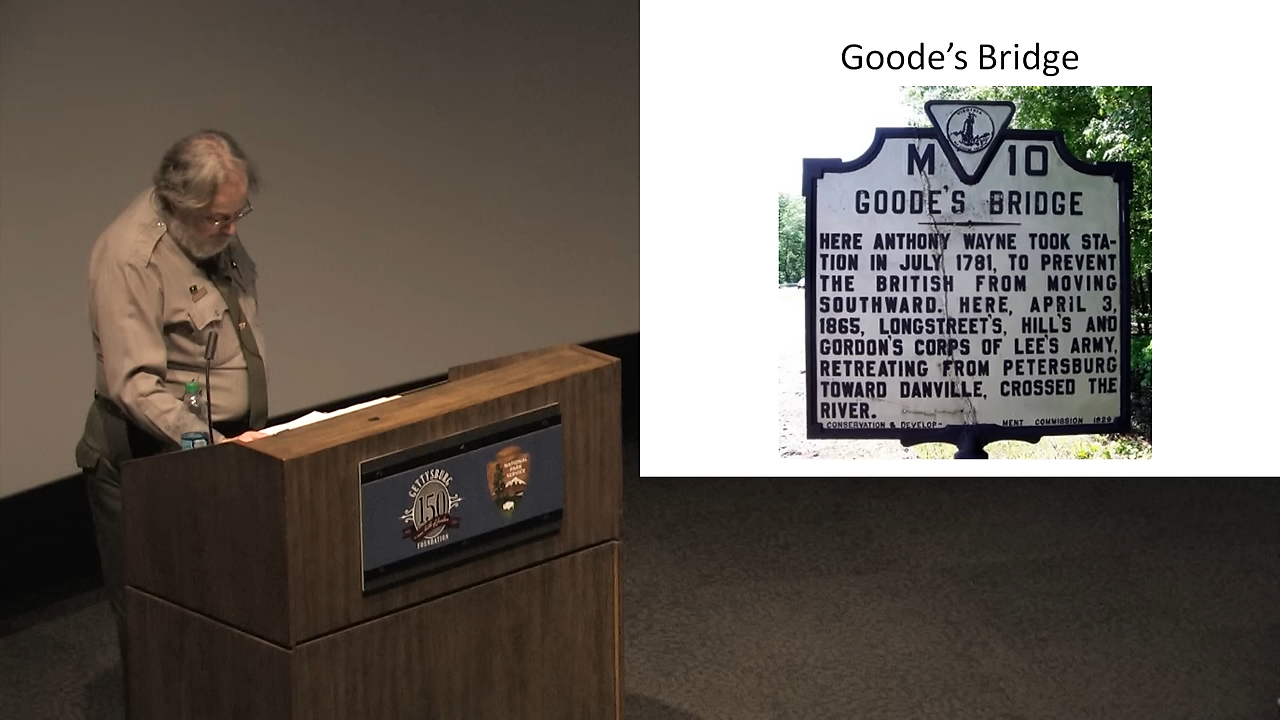 Goode's Bridge
VIRGINIA
M 10
GOODE'S BRIDGE
HERE ANTHONY WAYNE TOOK STA-
TION IN JULY 1781, TO PREVENT
THE BRITISH FROM MOVING
SOUTHWARD. HERE, APRIL 3,
1865, LONGSTREET'S, HILL'S AND
GORDON'S CORPS OF LEE'S ARMY,
RETREATING FROM PETERSBURG
TOWARD DANVILLE, CROSSED THE
RIVER.
CONSERVATION & DEVELOP- MENT COMMISSION 1929
GETTYSBURG
150
FOUNDATION
NATIONAL
PARK
SERVICE